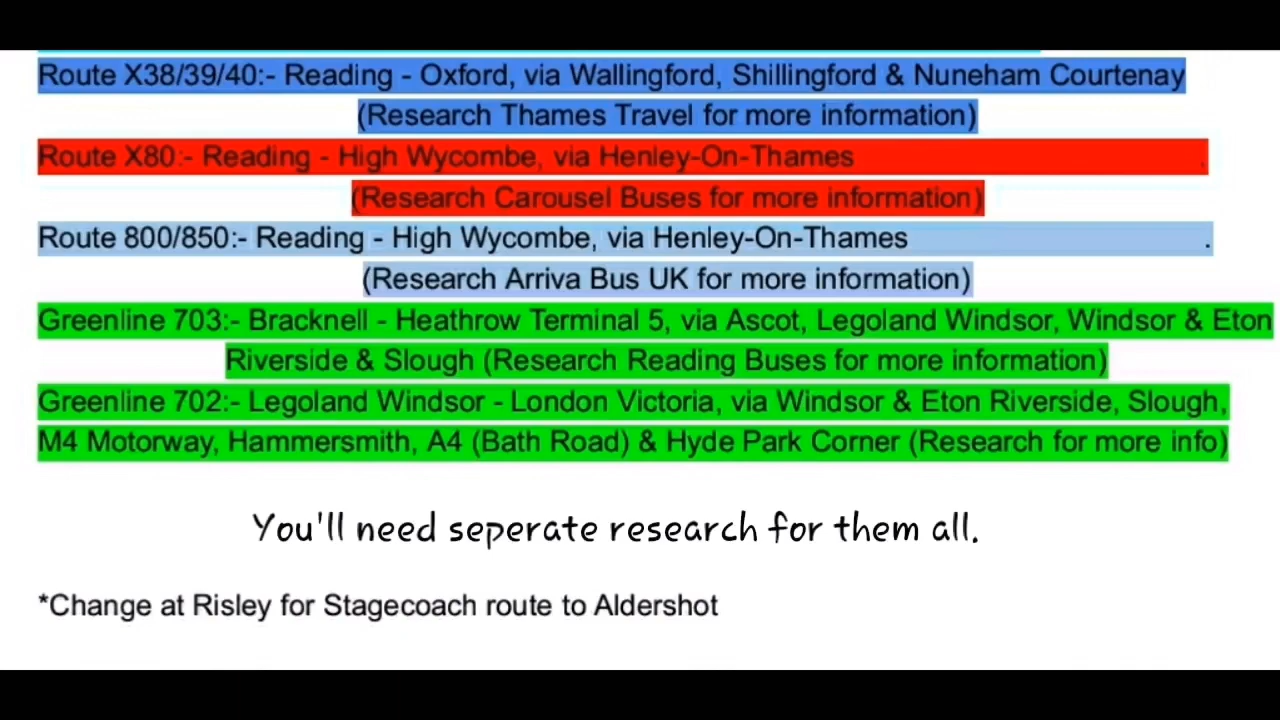 Route X38/39/40:- Reading - Oxford, via Wallingford, Shillingford & Nuneham Courtenay
(Research Thames Travel for more information)
Route X80:- Reading - High Wycombe, via Henley-On-Thames .
(Research Carousel Buses for more information)
Route 800/850:- Reading - High Wycombe, via Henley-On-Thames .
(Research Arriva Bus UK for more information)
Greenline 703:- Bracknell - Heathrow Terminal 5, via Ascot, Legoland Windsor, Windsor & Eton
Riverside & Slough (Research Reading Buses for more information)
Greenline 702:- Legoland Windsor - London Victoria, via Windsor & Eton Riverside, Slough,
M4 Motorway, Hammersmith, A4 (Bath Road) & Hyde Park Corner (Research for more info)
You'll need seperate research for them all.
*Change at Risley for Stagecoach route to Aldershot